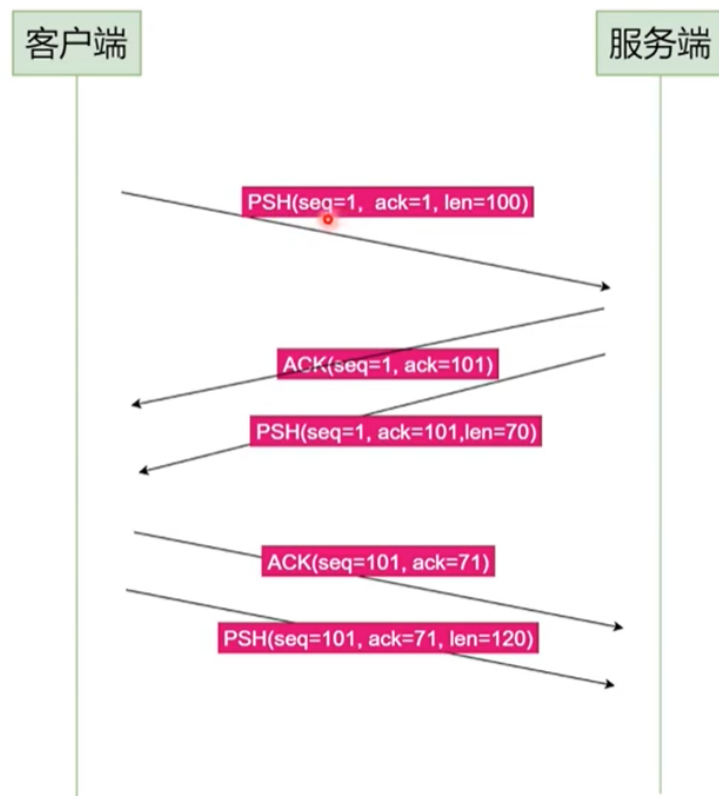 客户端
服务端
PSH(seq=1, ack=1, len=100)
ACK(seq=1, ack=101)
PSH(seq=1, ack=101,len=70)
ACK(seq=101, ack=71)
PSH(seq=101, ack=71, len=120)